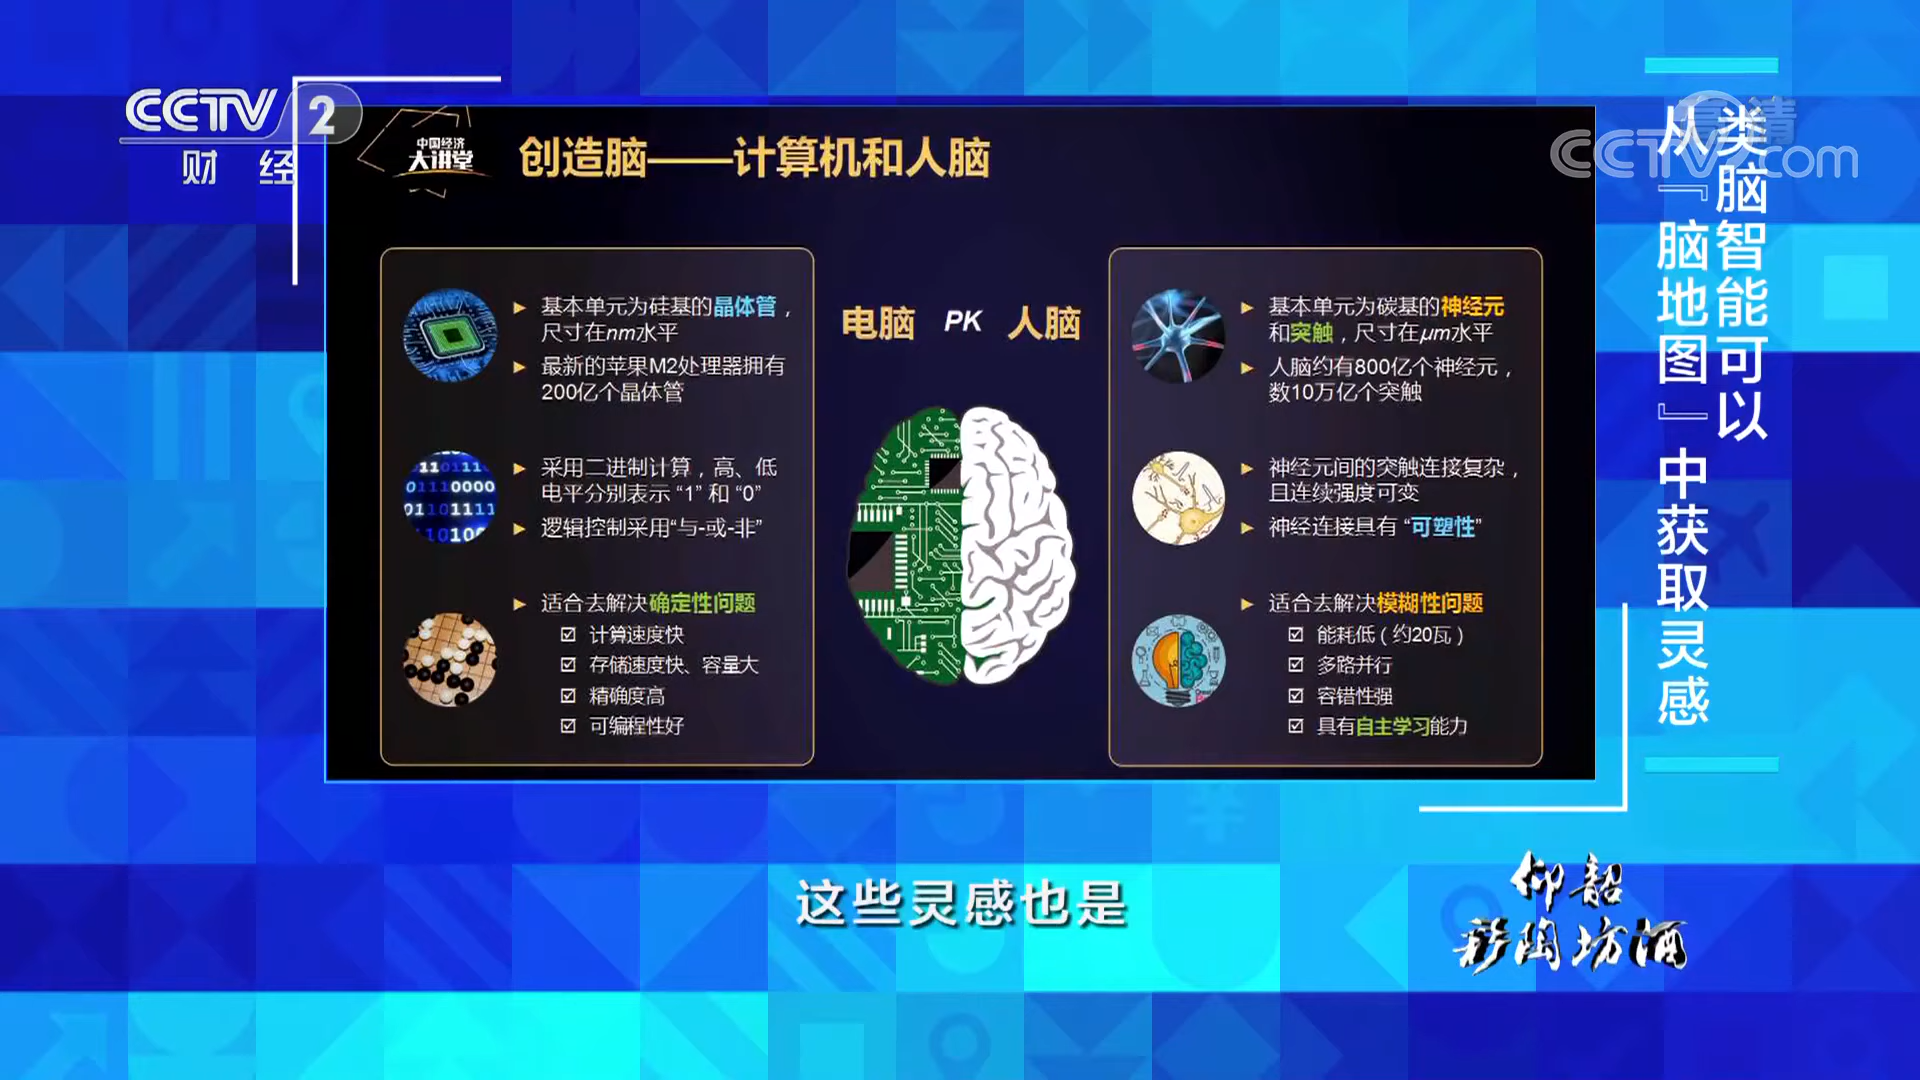 CCTV 2
财 经
中国经济
大讲堂
创造脑——计算机和人脑
基本单元为硅基的晶体管，
尺寸在nm水平
最新的苹果M2处理器拥有
200亿个晶体管
采用二进制计算，高、低
电平分别表示 “1” 和 “0”
逻辑控制采用“与-或-非”
适合去解决确定性问题
计算速度快
存储速度快、容量大
精确度高
可编程性好
电脑 PK 人脑
基本单元为碳基的神经元
和突触，尺寸在μm水平
人脑约有800亿个神经元，
数10万亿个突触
神经元间的突触连接复杂，
且连续强度可变
神经连接具有 “可塑性”
适合去解决模糊性问题
能耗低（约20瓦）
多路并行
容错性强
具有自主学习能力
高清
CCTV.com
类脑智能可以
从『脑地图』中获取灵感
这些灵感也是
仰韶
彩陶坊酒